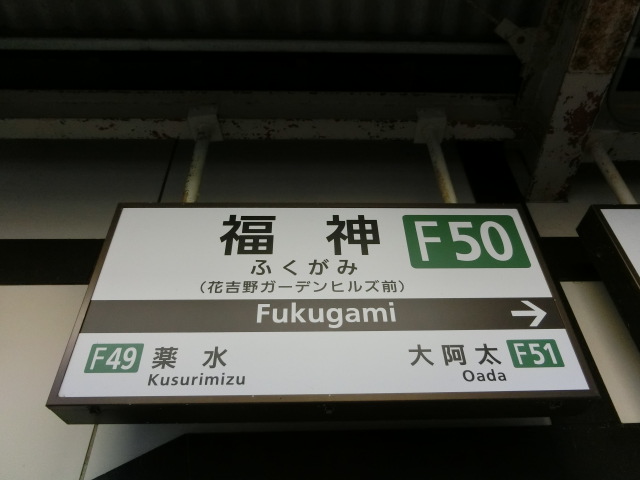 福神 F50
ふくがみ
(花吉野ガーデンヒルズ前)
Fukugami →
F49 薬水 大阿太 F51
Kusurimizu Oada